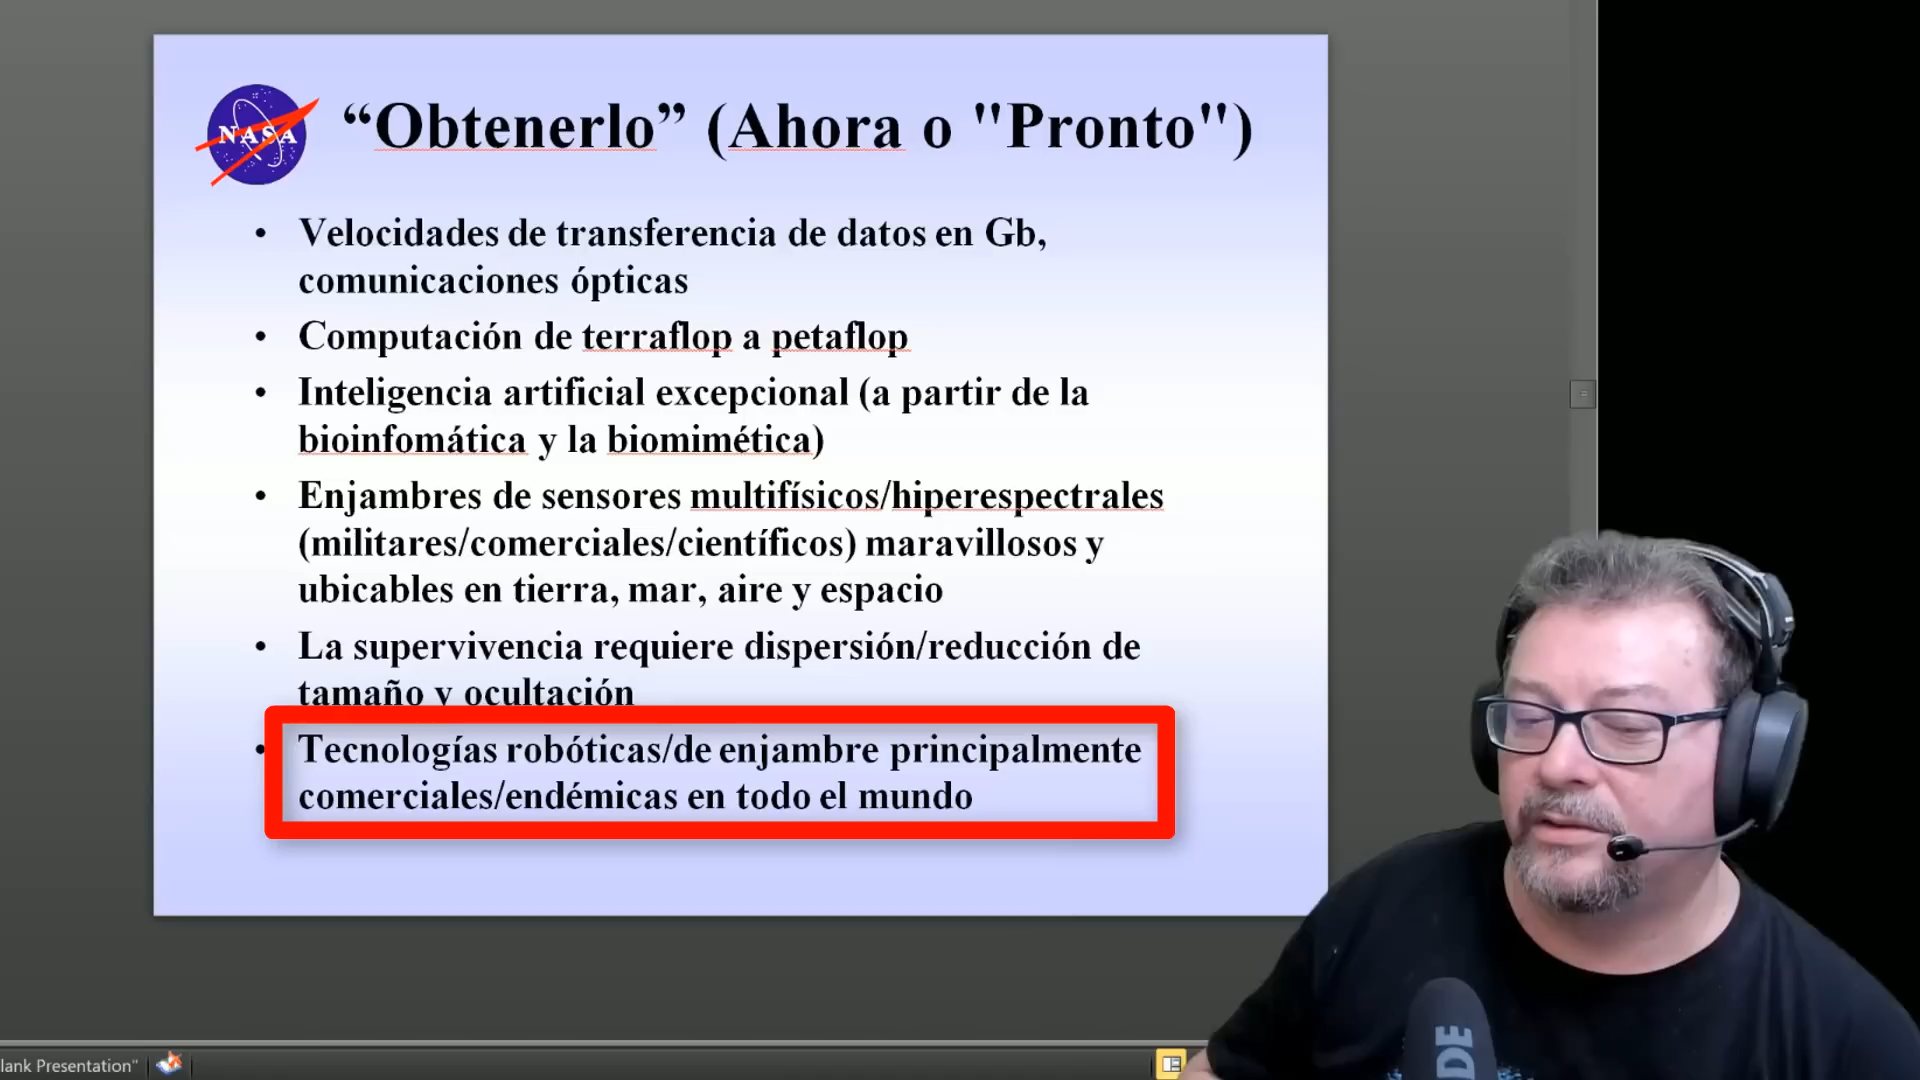 NASA
“Obtenerlo” (Ahora o "Pronto")
• Velocidades de transferencia de datos en Gb,
comunicaciones ópticas
• Computación de terraflop a petaflop
• Inteligencia artificial excepcional (a partir de la
bioinfomática y la biomimética)
• Enjambres de sensores multifísicos/hiperespectrales
(militares/comerciales/científicos) maravillosos y
ubicables en tierra, mar, aire y espacio
• La supervivencia requiere dispersión/reducción de
tamaño y ocultación
• Tecnologías robóticas/de enjambre principalmente
comerciales/endémicas en todo el mundo
lank Presentation"
DE